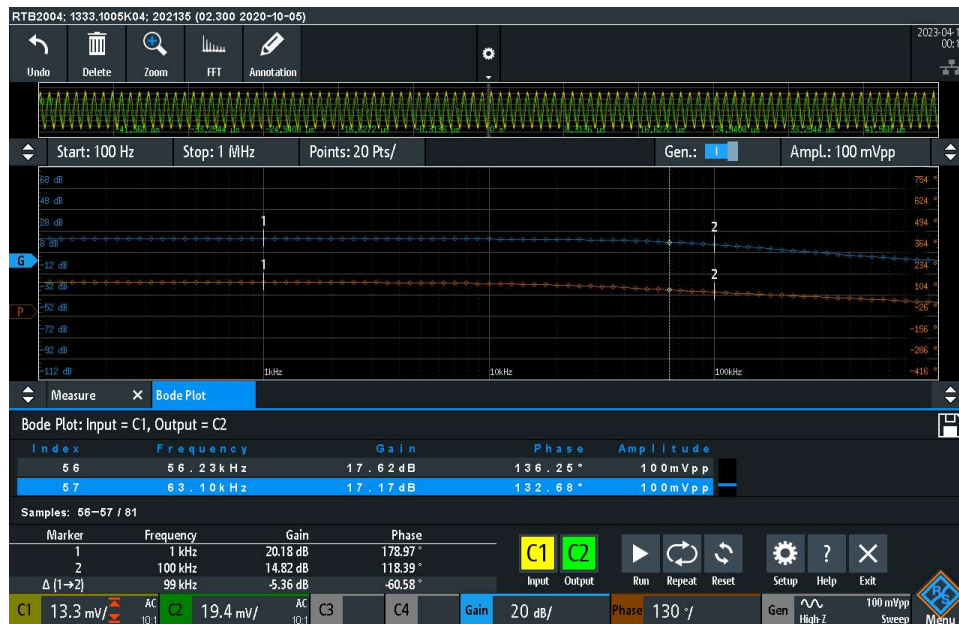 RTB2004; 1333.1005K04; 202135 (02.300 2020-10-05)
2023-04-1
00:1
Undo Delete Zoom FFT Annotation
Start: 100 Hz Stop: 1 MHz Points: 20 Pts/ Gen.: I Ampl.: 100 mVpp
68 dB 754 °
48 dB 624 °
28 dB 1 2 494 °
8 dB 364 °
G -12 dB 1 234 °
-32 dB 2 104 °
P -52 dB -26 °
-72 dB -156 °
-92 dB -286 °
-112 dB 1kHz 10kHz 100kHz -416 °
Measure X Bode Plot
Bode Plot: Input = C1, Output = C2
Index Frequency Gain Phase Amplitude
56 56.23kHz 17.62dB 136.25° 100mVpp
57 63.10kHz 17.17dB 132.68° 100mVpp
Samples: 56-57 / 81
Marker Frequency Gain Phase
1 1 kHz 20.18 dB 178.97 °
2 100 kHz 14.82 dB 118.39 °
Δ (1→2) 99 kHz -5.36 dB -60.58 °
C1 C2 ?
Input Output Run Repeat Reset Setup Help Exit
C1 13.3 mV/ AC 10:1 C2 19.4 mV/ AC 10:1 C3 C4 Gain 20 dB/ Phase 130 °/ Gen High-Z 100 mVpp Sweep R&S Menu